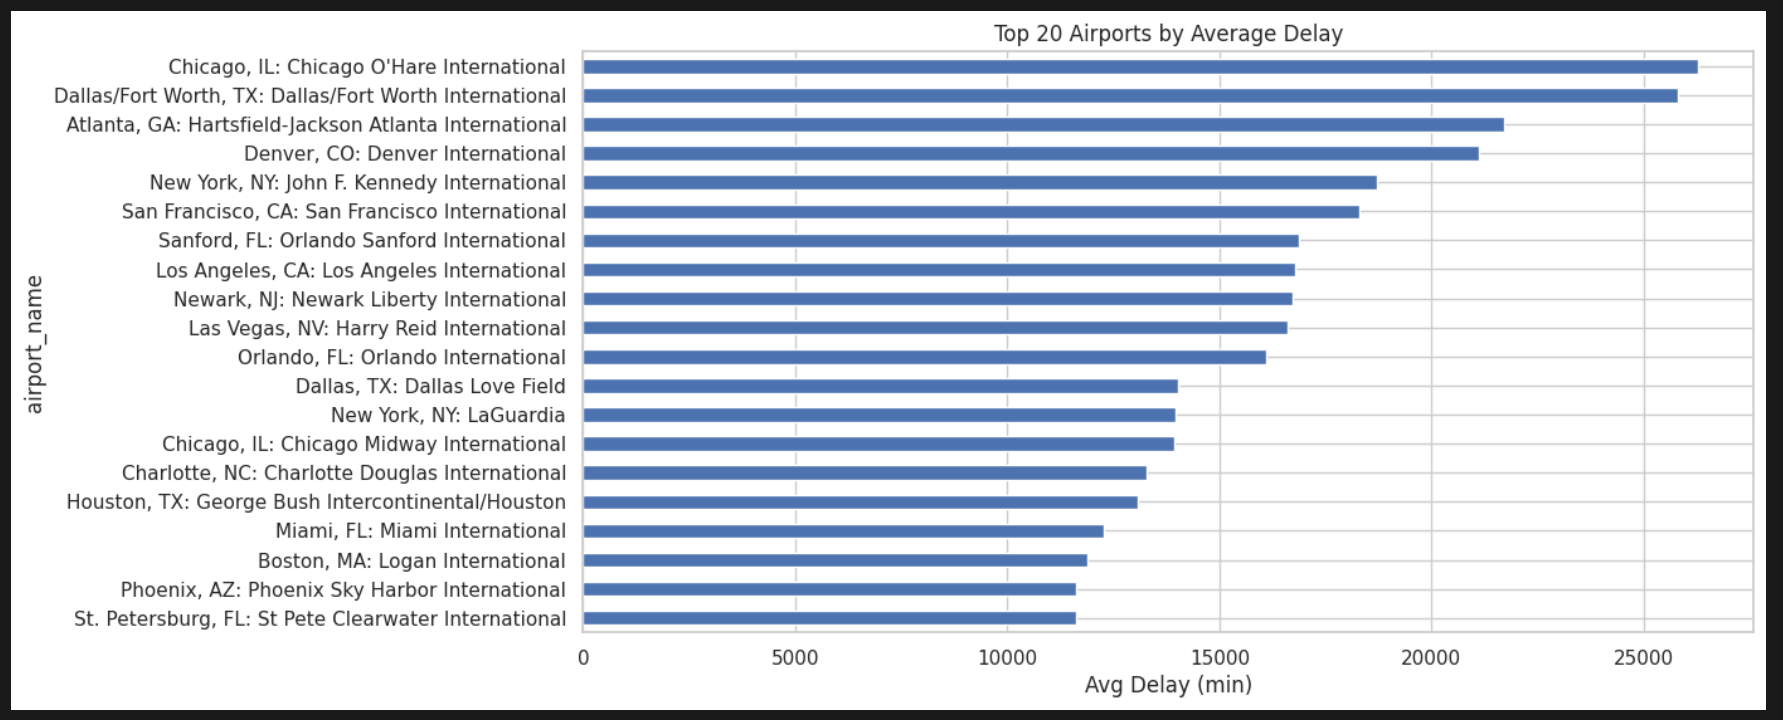 Top 20 Airports by Average Delay
Chicago, IL: Chicago O'Hare International
Dallas/Fort Worth, TX: Dallas/Fort Worth International
Atlanta, GA: Hartsfield-Jackson Atlanta International
Denver, CO: Denver International
New York, NY: John F. Kennedy International
San Francisco, CA: San Francisco International
Sanford, FL: Orlando Sanford International
Los Angeles, CA: Los Angeles International
Newark, NJ: Newark Liberty International
Las Vegas, NV: Harry Reid International
Orlando, FL: Orlando International
Dallas, TX: Dallas Love Field
New York, NY: LaGuardia
Chicago, IL: Chicago Midway International
Charlotte, NC: Charlotte Douglas International
Houston, TX: George Bush Intercontinental/Houston
Miami, FL: Miami International
Boston, MA: Logan International
Phoenix, AZ: Phoenix Sky Harbor International
St. Petersburg, FL: St Pete Clearwater International
airport_name
0 5000 10000 15000 20000 25000
Avg Delay (min)